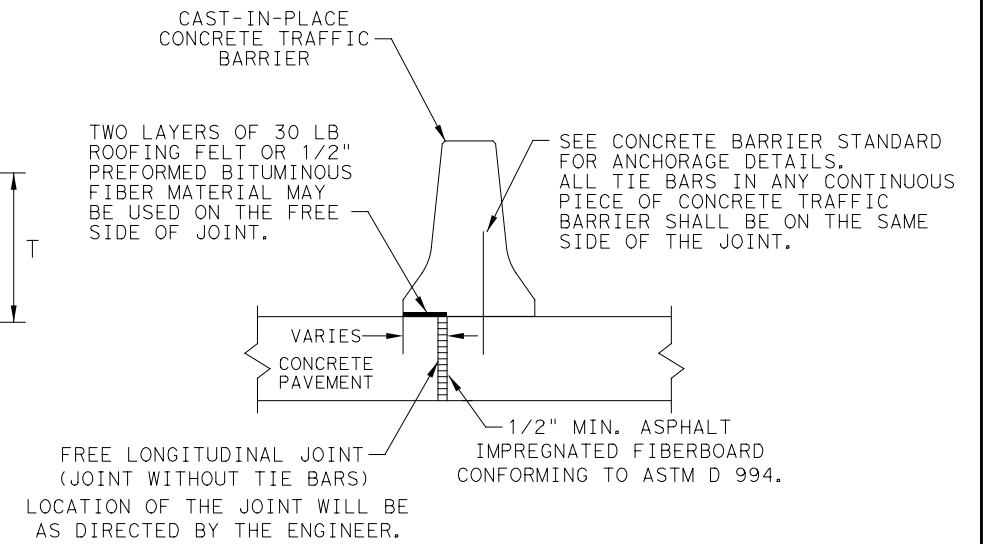 CAST-IN-PLACE
CONCRETE TRAFFIC
BARRIER
TWO LAYERS OF 30 LB
ROOFING FELT OR 1/2"
PREFORMED BITUMINOUS
FIBER MATERIAL MAY
BE USED ON THE FREE
SIDE OF JOINT.
SEE CONCRETE BARRIER STANDARD
FOR ANCHORAGE DETAILS.
ALL TIE BARS IN ANY CONTINUOUS
PIECE OF CONCRETE TRAFFIC
BARRIER SHALL BE ON THE SAME
SIDE OF THE JOINT.
T
VARIES
CONCRETE
PAVEMENT
FREE LONGITUDINAL JOINT
(JOINT WITHOUT TIE BARS)
LOCATION OF THE JOINT WILL BE
AS DIRECTED BY THE ENGINEER.
1/2" MIN. ASPHALT
IMPREGNATED FIBERBOARD
CONFORMING TO ASTM D 994.